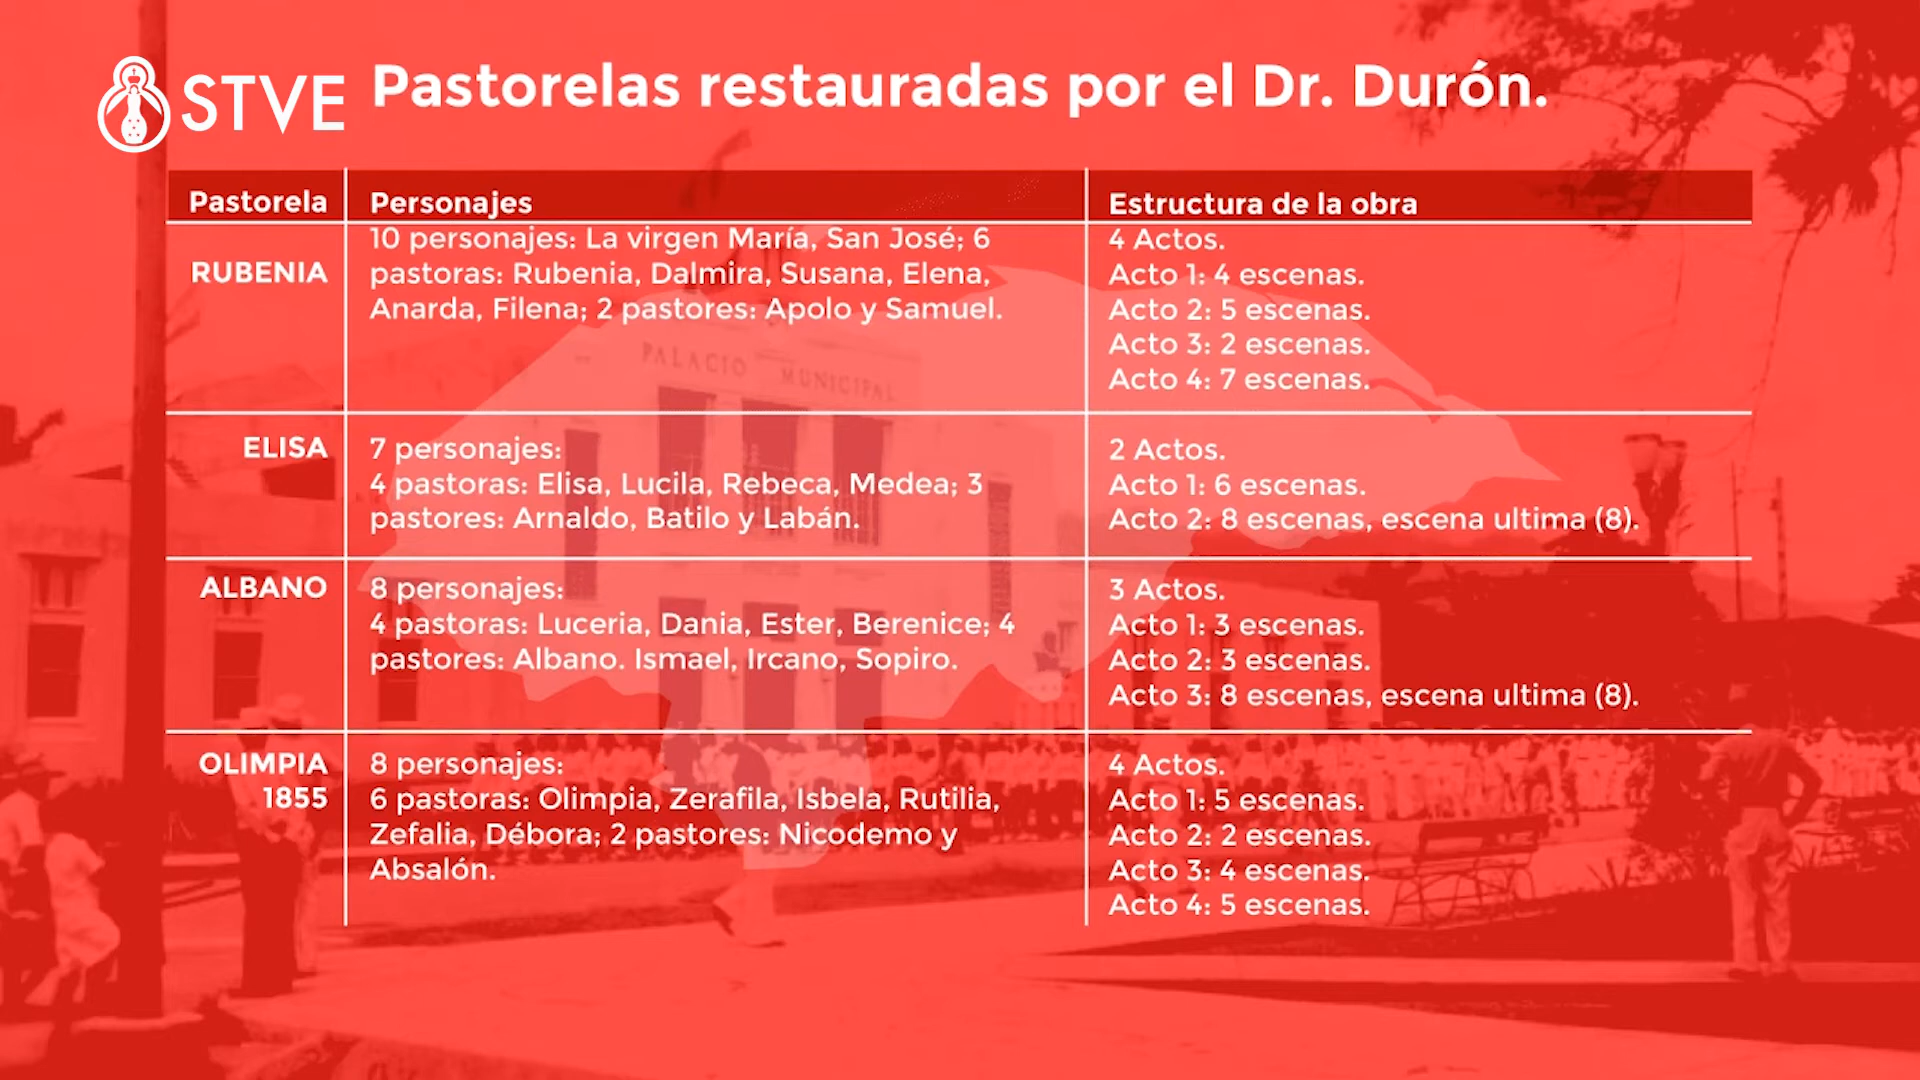 STVE
Pastorelas restauradas por el Dr. Durón.
Pastorela
Personajes
Estructura de la obra
RUBENIA
10 personajes: La virgen María, San José; 6
pastoras: Rubenia, Dalmira, Susana, Elena,
Anarda, Filena; 2 pastores: Apolo y Samuel.
4 Actos.
Acto 1: 4 escenas.
Acto 2: 5 escenas.
Acto 3: 2 escenas.
Acto 4: 7 escenas.
PALACIO MUNICIPAL
ELISA
7 personajes:
4 pastoras: Elisa, Lucila, Rebeca, Medea; 3
pastores: Arnaldo, Batilo y Labán.
2 Actos.
Acto 1: 6 escenas.
Acto 2: 8 escenas, escena ultima (8).
ALBANO
8 personajes:
4 pastoras: Luceria, Dania, Ester, Berenice; 4
pastores: Albano. Ismael, Ircano, Sopiro.
3 Actos.
Acto 1: 3 escenas.
Acto 2: 3 escenas.
Acto 3: 8 escenas, escena ultima (8).
OLIMPIA
1855
8 personajes:
6 pastoras: Olimpia, Zerafila, Isbela, Rutilia,
Zefalia, Débora; 2 pastores: Nicodemo y
Absalón.
4 Actos.
Acto 1: 5 escenas.
Acto 2: 2 escenas.
Acto 3: 4 escenas.
Acto 4: 5 escenas.